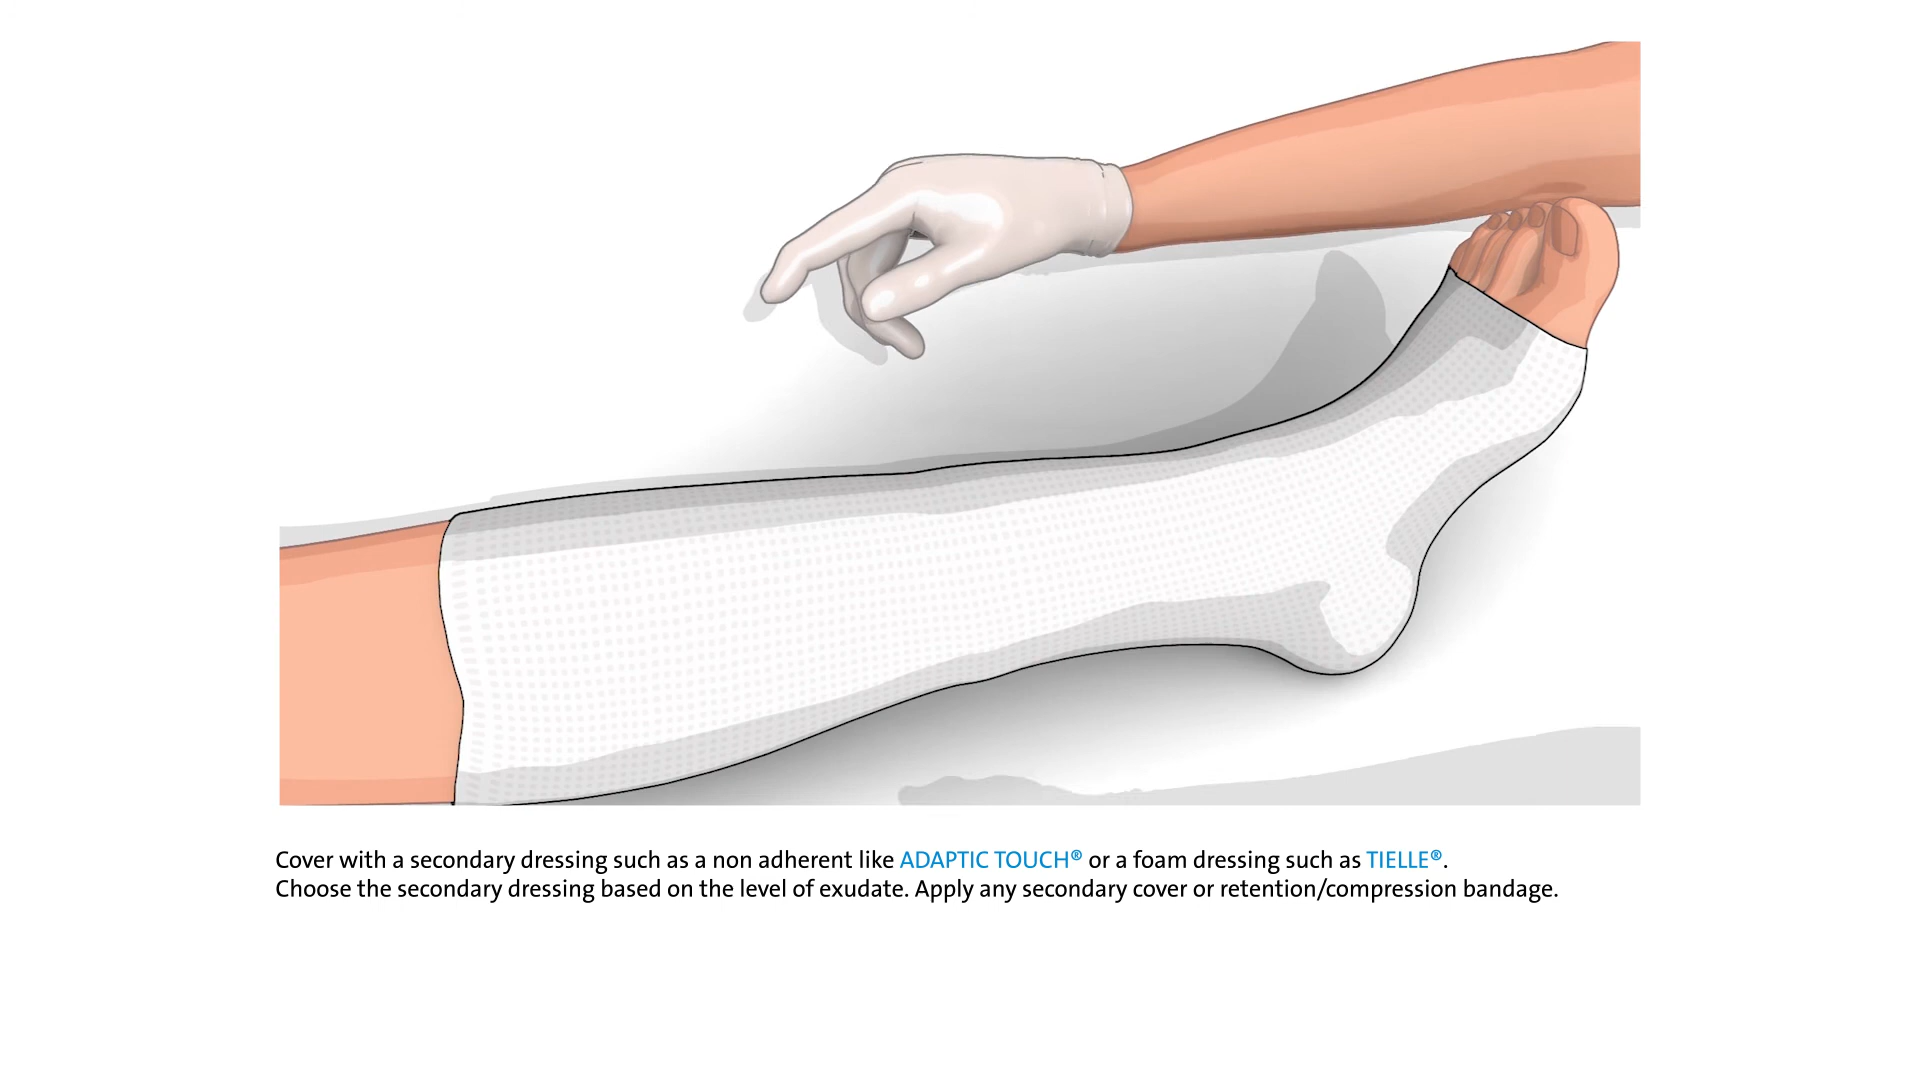 Cover with a secondary dressing such as a non adherent like ADAPTIC TOUCH® or a foam dressing such as TIELLE®.
Choose the secondary dressing based on the level of exudate. Apply any secondary cover or retention/compression bandage.